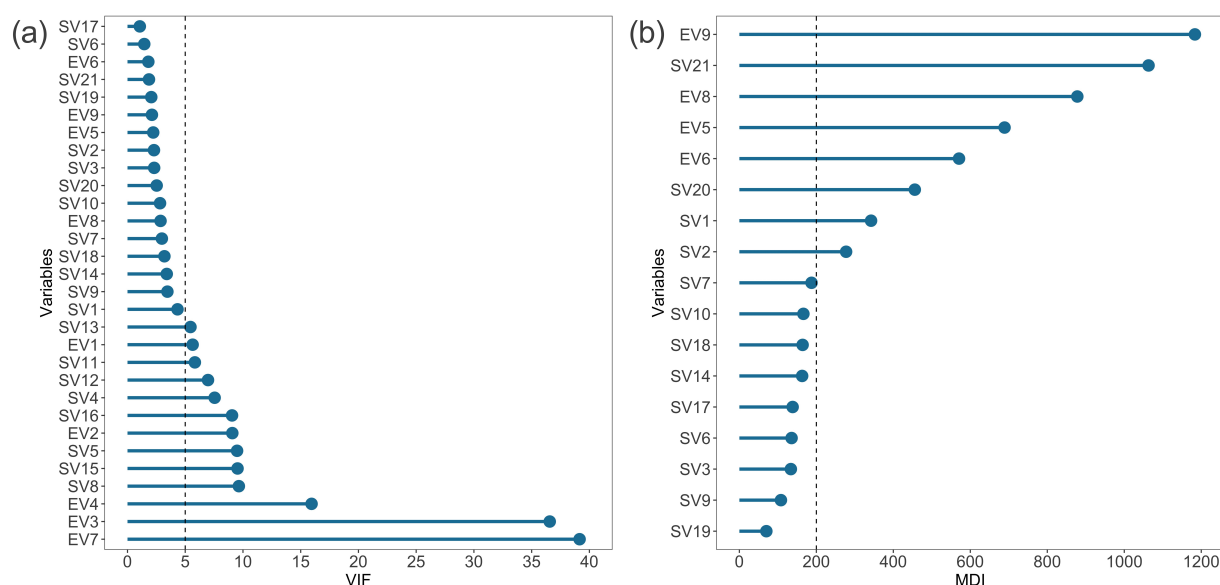 (a)
Variables
SV17
SV6
EV6
SV21
SV19
EV9
EV5
SV2
SV3
SV20
SV10
EV8
SV7
SV18
SV14
SV9
SV1
SV13
EV1
SV11
SV12
SV4
SV16
EV2
SV5
SV15
SV8
EV4
EV3
EV7
0 5 10 15 20 25 30 35 40
VIF
(b)
Variables
EV9
SV21
EV8
EV5
EV6
SV20
SV1
SV2
SV7
SV10
SV18
SV14
SV17
SV6
SV3
SV9
SV19
0 200 400 600 800 1000 1200
MDI